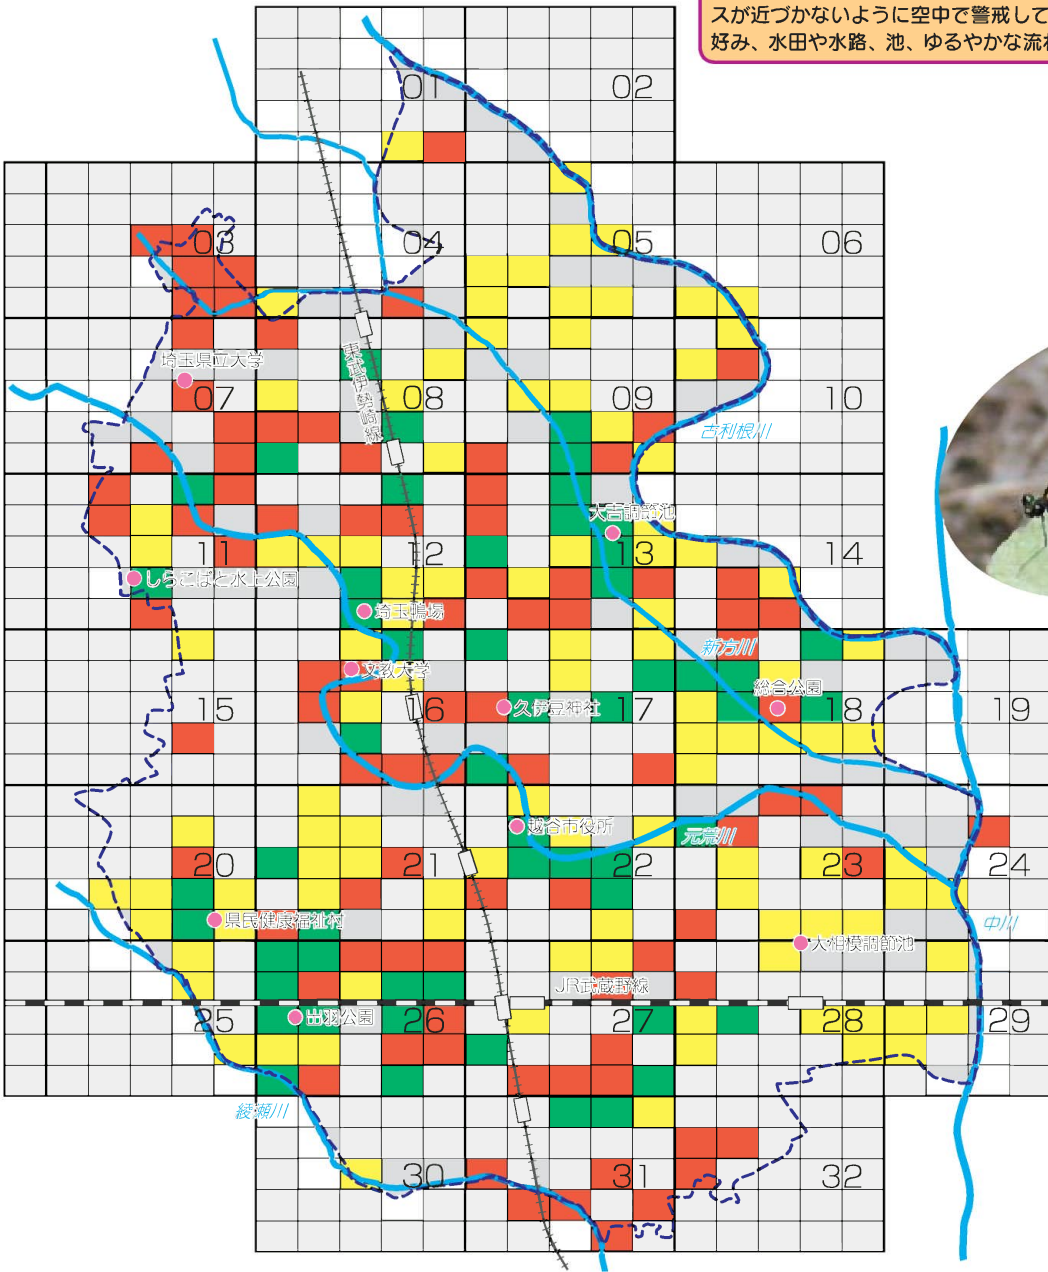 スが近づかないように空中で警戒して
好み、水田や水路、池、ゆるやかな流
01
02
03
04
05
06
埼玉県立大学
東武伊勢崎線
07
08
09
10
古利根川
大吉調節池
11
12
13
14
しらこばと水上公園
埼玉鴨場
新方川
文教大学
総合公園
15
16
久伊豆神社
17
18
19
越谷市役所
元荒川
20
21
22
23
24
県民健康福祉村
中川
大相模調節池
JR武蔵野線
25
出羽公園
26
27
28
29
綾瀬川
30
31
32